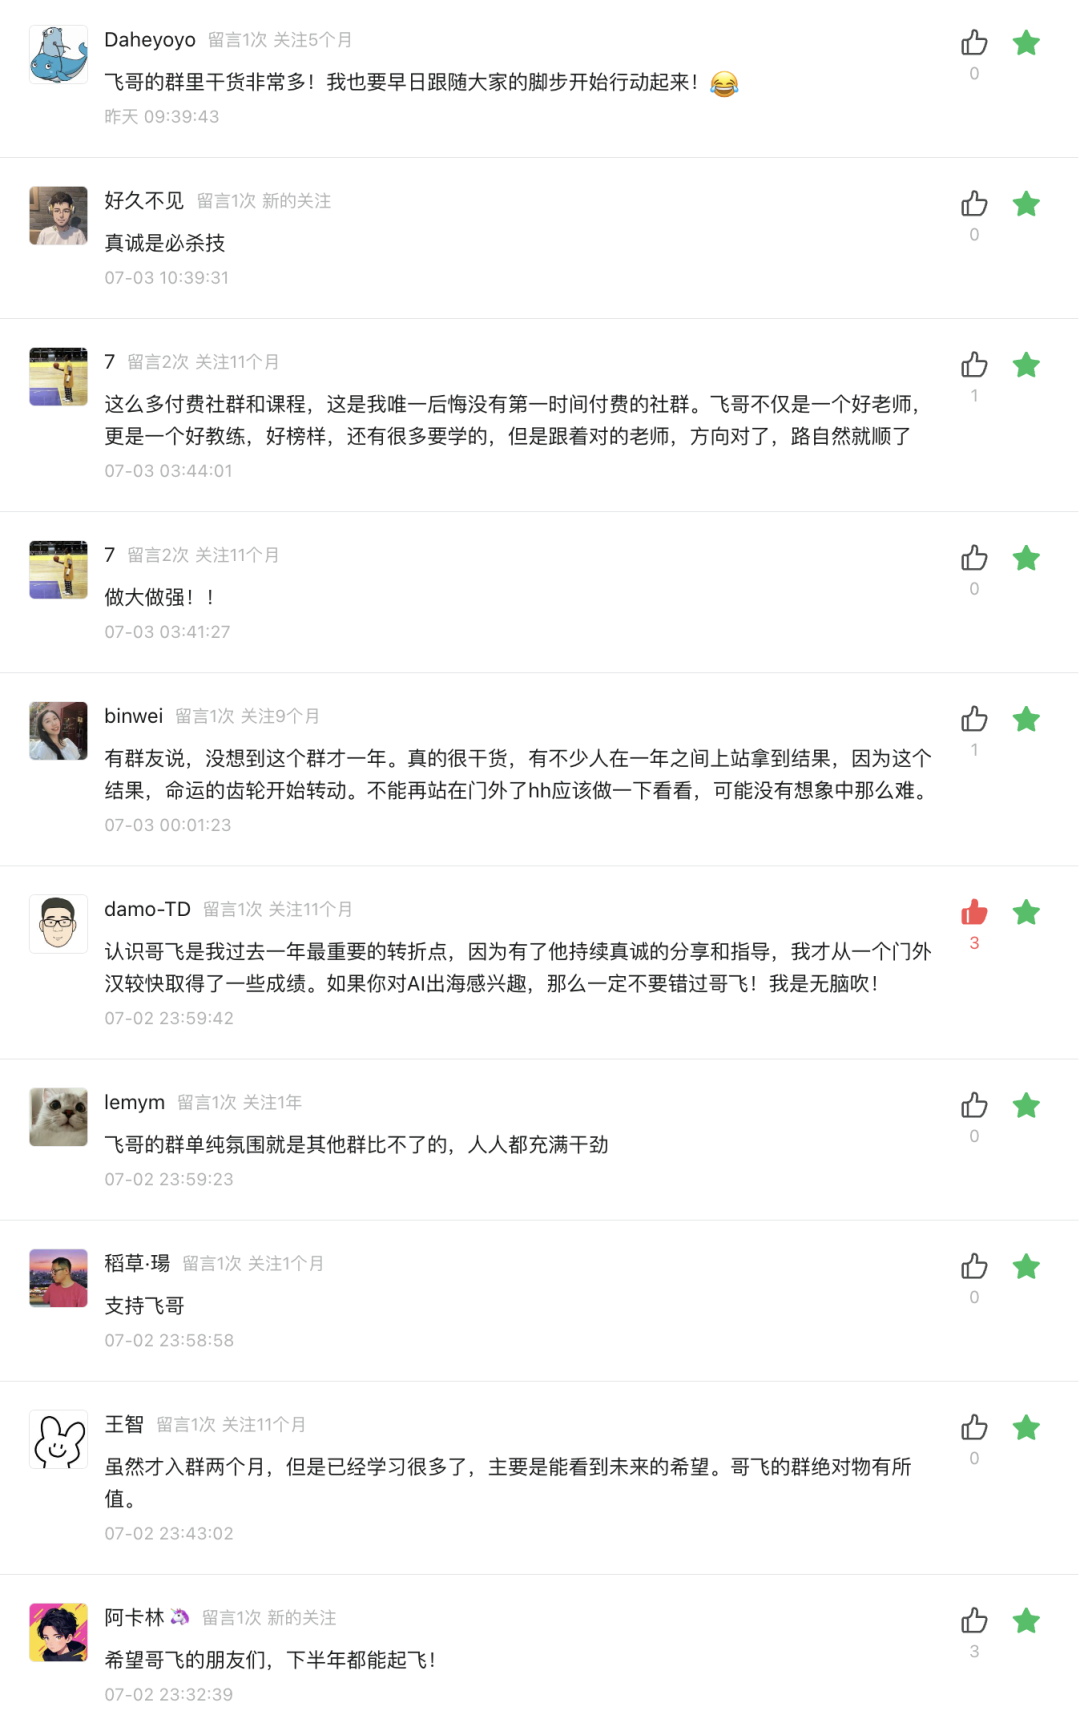 Daheyoyo 留言1次 关注5个月
0
飞哥的群里干货非常多！我也要早日跟随大家的脚步开始行动起来！😂
昨天 09:39:43
好久不见 留言1次 新的关注
0
真诚是必杀技
07-03 10:39:31
7 留言2次 关注11个月
1
这么多付费社群和课程，这是我唯一后悔没有第一时间付费的社群。飞哥不仅是一个好老师，
更是一个好教练，好榜样，还有很多要学的，但是跟着对的老师，方向对了，路自然就顺了
07-03 03:44:01
7 留言2次 关注11个月
0
做大做强！！
07-03 03:41:27
binwei 留言1次 关注9个月
1
有群友说，没想到这个群才一年。真的很干货，有不少人在一年之间上站拿到结果，因为这个
结果，命运的齿轮开始转动。不能再站在门外了hh应该做一下看看，可能没有想象中那么难。
07-03 00:01:23
damo-TD 留言1次 关注11个月
3
认识哥飞是我过去一年最重要的转折点，因为有了他持续真诚的分享和指导，我才从一个门外
汉较快取得了一些成绩。如果你对AI出海感兴趣，那么一定不要错过哥飞！我是无脑吹！
07-02 23:59:42
lemym 留言1次 关注1年
0
飞哥的群单纯氛围就是其他群比不了的，人人都充满干劲
07-02 23:59:23
稻草·瑒 留言1次 关注1个月
0
支持飞哥
07-02 23:58:58
王智 留言1次 关注11个月
0
虽然才入群两个月，但是已经学习很多了，主要是能看到未来的希望。哥飞的群绝对物有所
值。
07-02 23:43:02
阿卡林🦄 留言1次 新的关注
3
希望哥飞的朋友们，下半年都能起飞！
07-02 23:32:39